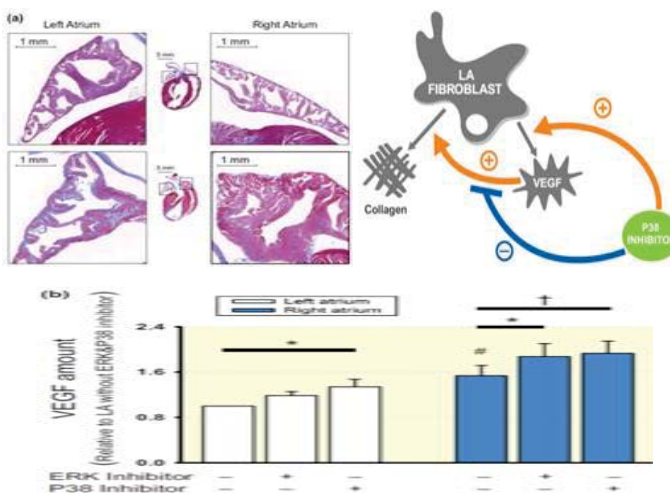 (a)
Left Atrium
Right Atrium
1 mm
5 mm
1 mm
1 mm
5 mm
1 mm
LA
FIBROBLAST
+
+
VEGF
Collagen
P38
INHIBITO
−
(b)
Left atrium
Right atrium
VEGF amount
(Relative to LA without ERK&P38 inhibitor)
2.4
1.6
0.8
0.0
*
#
*
†
ERK Inhibitor − + − − + −
P38 Inhibitor − − * − − *